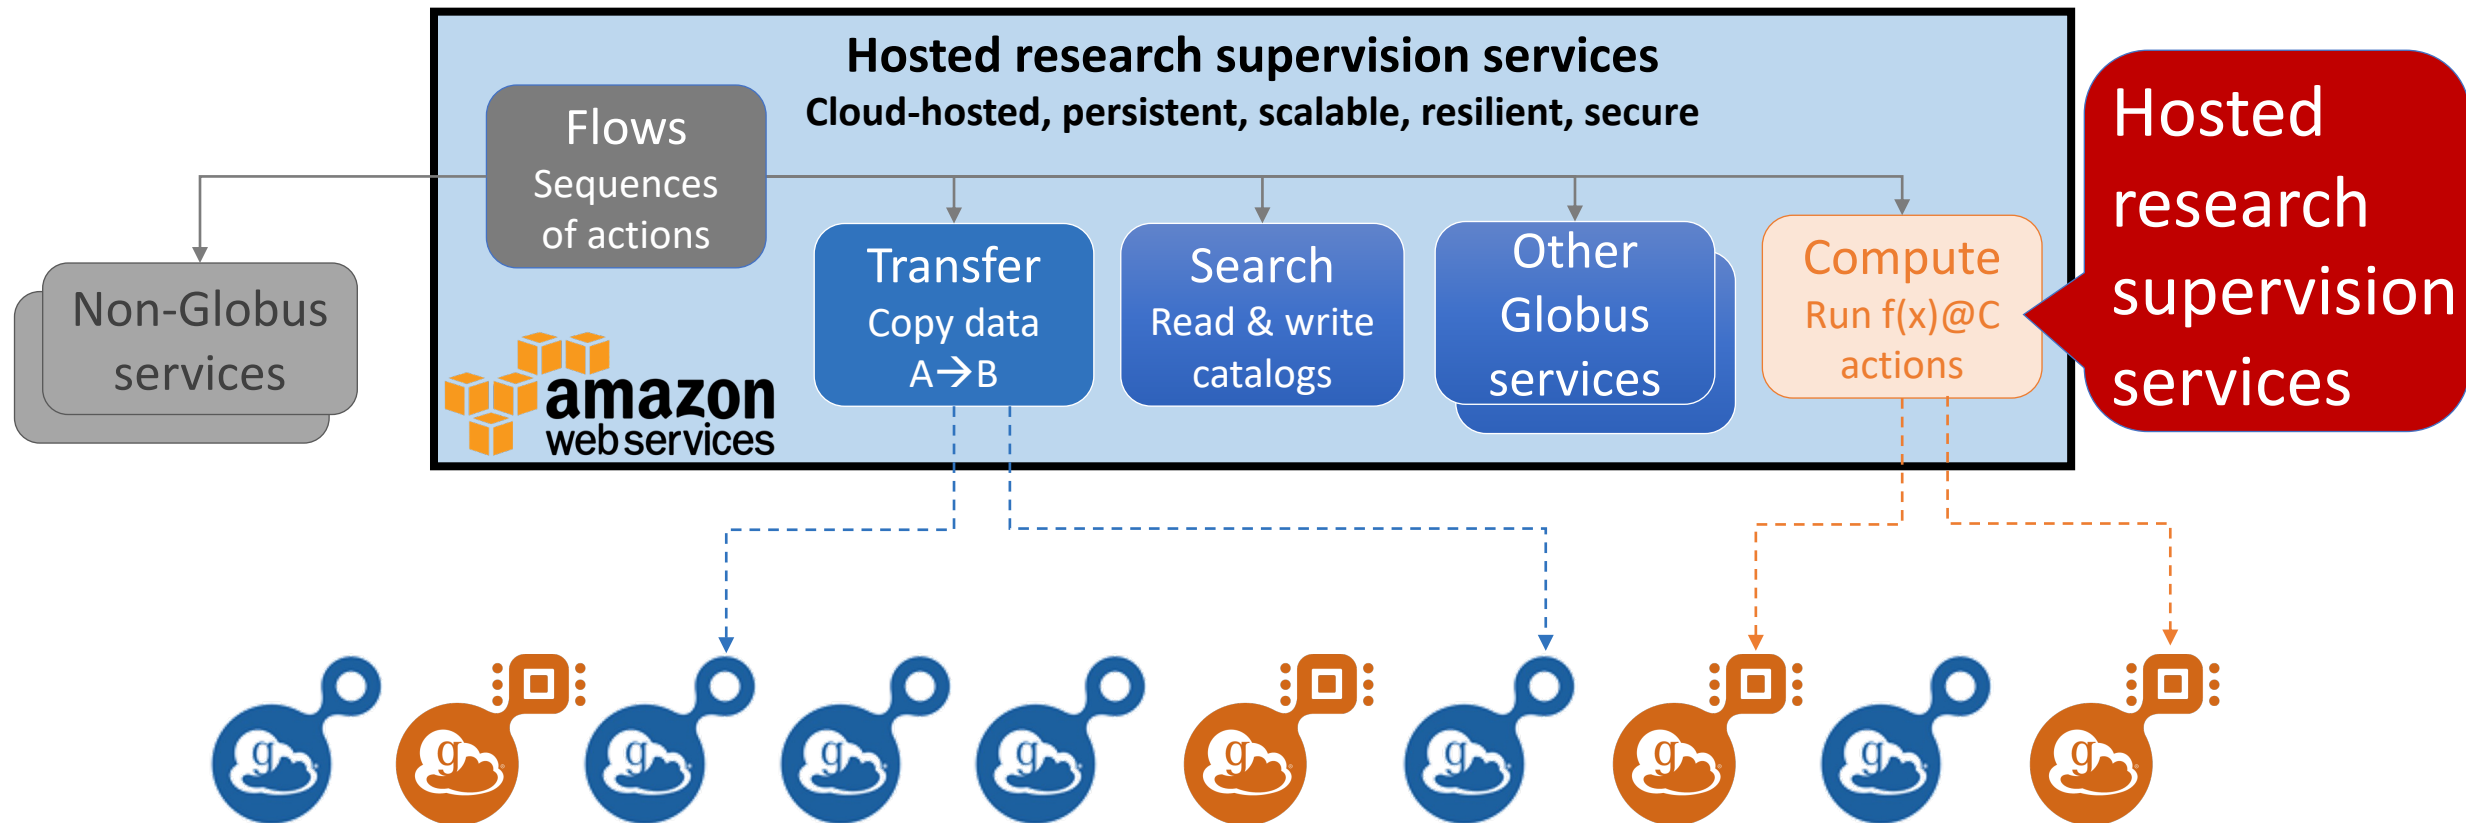 Hosted research supervision services
Cloud-hosted, persistent, scalable, resilient, secure
Flows
Sequences
of actions
Non-Globus
services
amazon
web services
Transfer
Copy data
A→B
Search
Read & write
catalogs
Other
Globus
services
Compute
Run f(x)@C
actions
Hosted
research
supervision
services
g
g
g
g
g
g
g
g
g
g